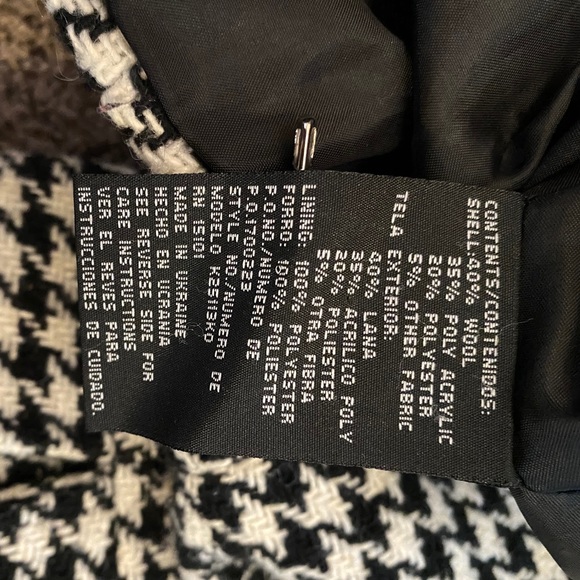 CONTENTS/CONTENIDOS:
SHELL:40% WOOL
35% POLY ACRYLIC
20% POLYESTER
5% OTHER FABRIC
TELA EXTERIOR:
40% LANA
35% ACRILICO POLY
20% POLIESTER
5% OTRA FIBRA
LINING: 100% POLYESTER
FORRO: 100% POLIESTER
P.O.NO./NUMERO DE
P.O.1700223
STYLE NO/NUMERO DE
MODELO K25113KD
RN 15101
MADE IN UKRANE
HECHO EN UCRANIA
SEE REVERSE SIDE FOR
CARE INSTRUCTIONS
VER EL REVES PARA
INSTRUCCIONES DE CUIDADO.